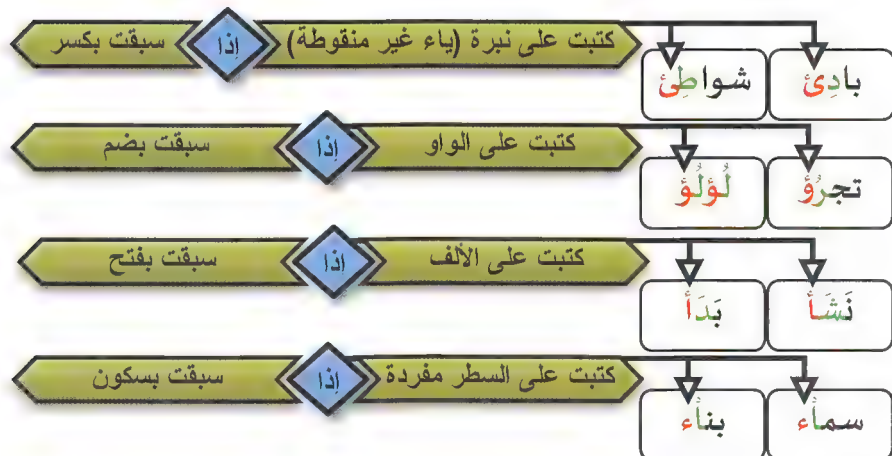 كتبت على نبرة (ياء غير منقوطة) إذا سبقت بكسر
بادِئ شواطِئ
كتبت على الواو إذا سبقت بضم
تجرُؤ لُؤلُؤ
كتبت على الألف إذا سبقت بفتح
نَشَأ بَدَأ
كتبت على السطر مفردة إذا سبقت بسكون
سماْء بناْء